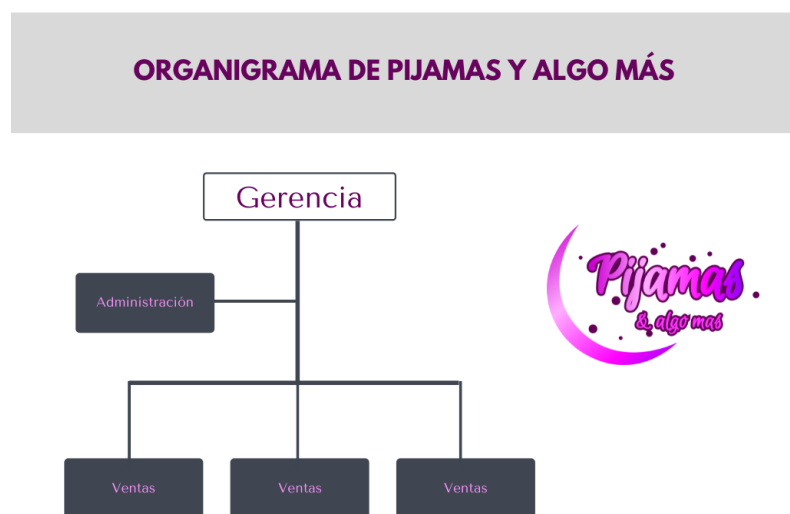 ORGANIGRAMA DE PIJAMAS Y ALGO MÁS
Gerencia
Administración
Pijamas
& algo mas
Ventas
Ventas
Ventas